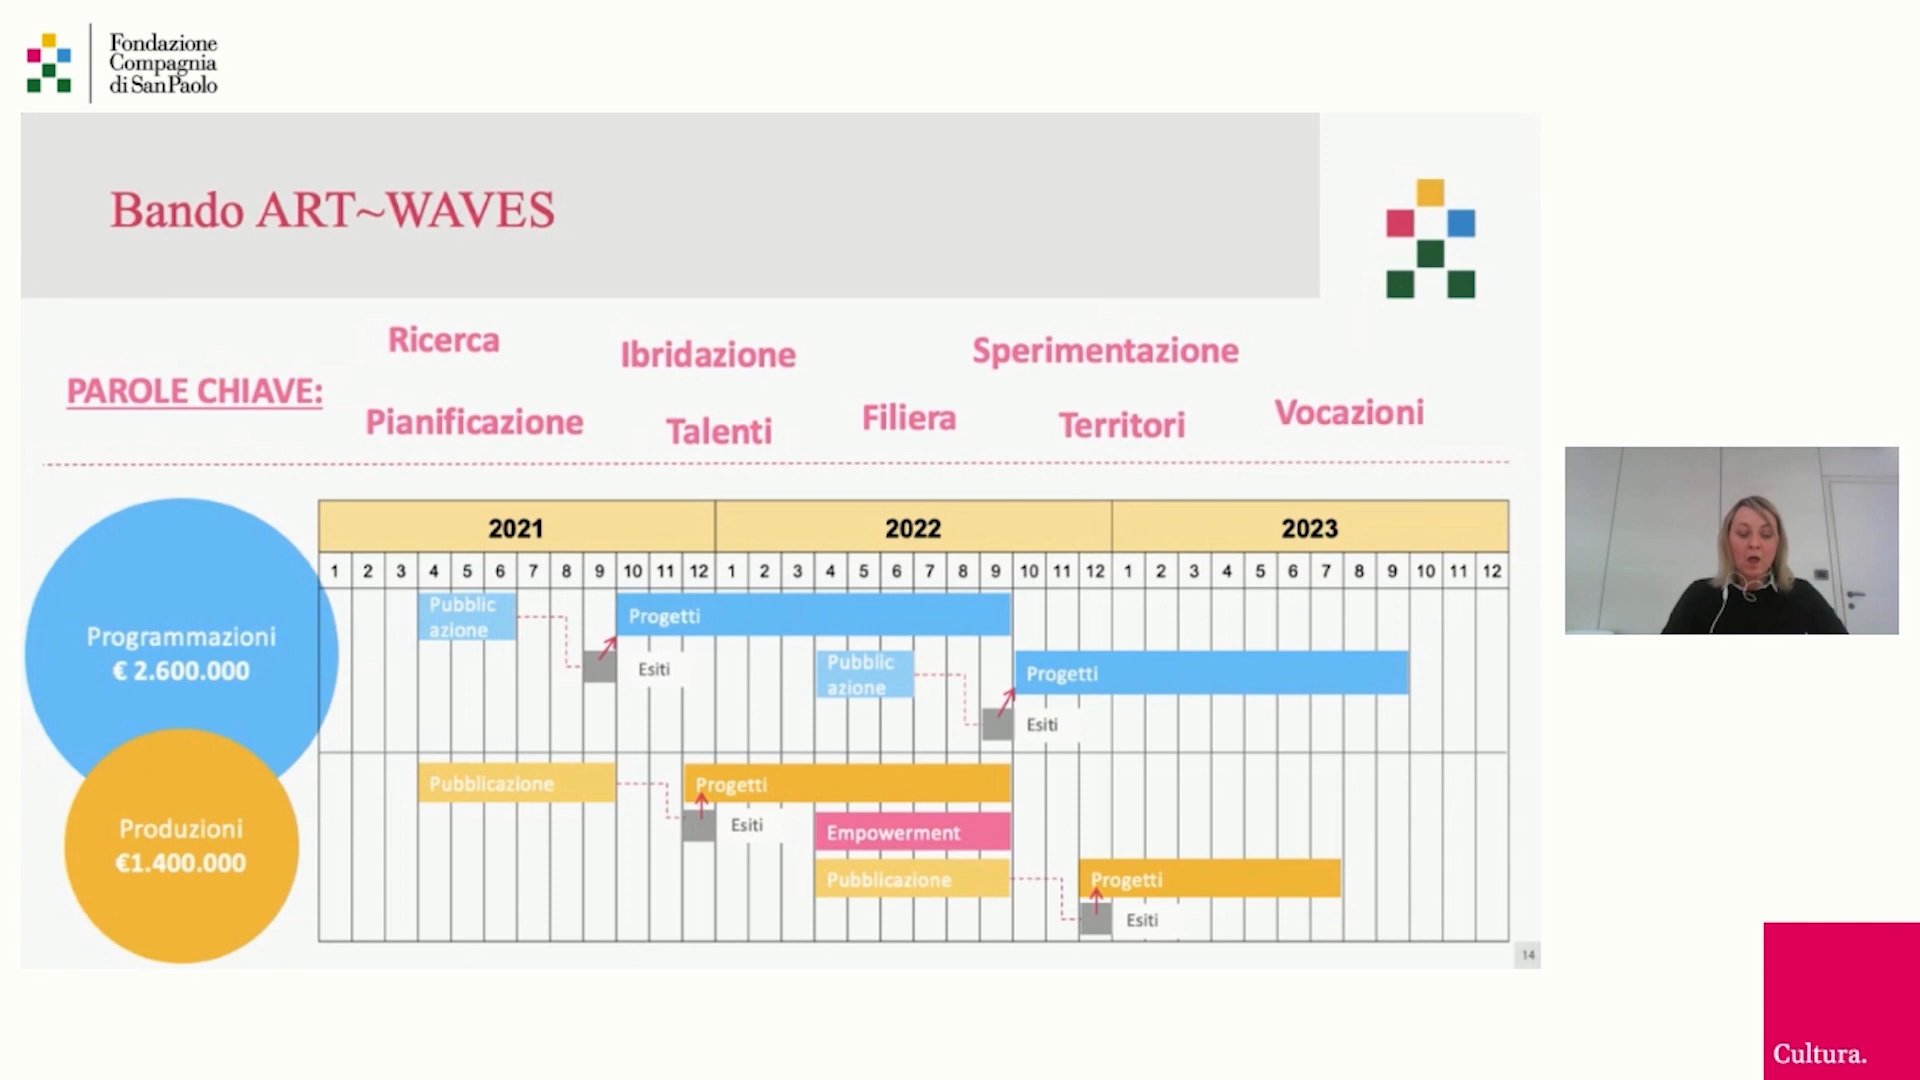 Fondazione
Compagnia
di San Paolo
Bando ART~WAVES
PAROLE CHIAVE:
Ricerca
Ibridazione
Sperimentazione
Pianificazione
Talenti
Filiera
Territori
Vocazioni
2021 2022 2023
1 2 3 4 5 6 7 8 9 10 11 12 1 2 3 4 5 6 7 8 9 10 11 12 1 2 3 4 5 6 7 8 9 10 11 12
Programmazioni
€ 2.600.000
Pubblic
azione
Progetti
Esiti
Pubblic
azione
Progetti
Esiti
Produzioni
€1.400.000
Pubblicazione
Progetti
Esiti
Empowerment
Pubblicazione
Progetti
Esiti
14
Cultura.